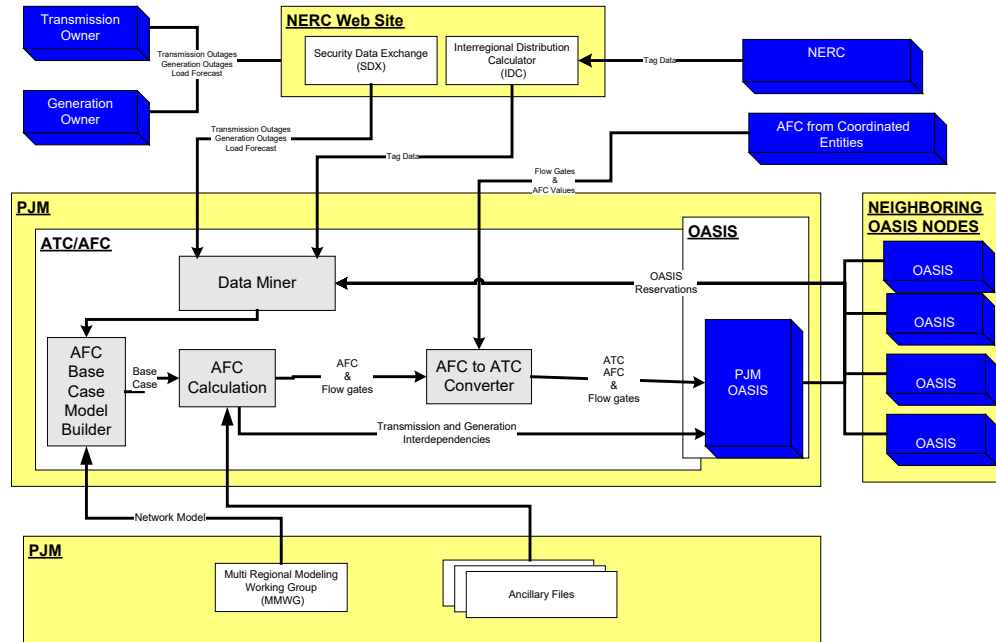 Transmission
Owner
Generation
Owner
Transmission Outages
Generation Outages
Load Forecast
NERC Web Site
Security Data Exchange
(SDX)
Interregional Distribution
Calculator
(IDC)
Tag Data
NERC
AFC from Coordinated
Entities
Transmission Outages
Generation Outages
Load Forecast
Tag Data
Flow Gates
&
AFC Values
PJM
ATC/AFC
OASIS
NEIGHBORING
OASIS NODES
Data Miner
OASIS
Reservations
OASIS
OASIS
OASIS
OASIS
AFC
Base
Case
Model
Builder
Base
Case
AFC
Calculation
AFC
&
Flow gates
AFC to ATC
Converter
ATC
AFC
&
Flow gates
PJM
OASIS
Transmission and Generation
Interdependencies
Network Model
PJM
Multi Regional Modeling
Working Group
(MMWG)
Ancillary Files